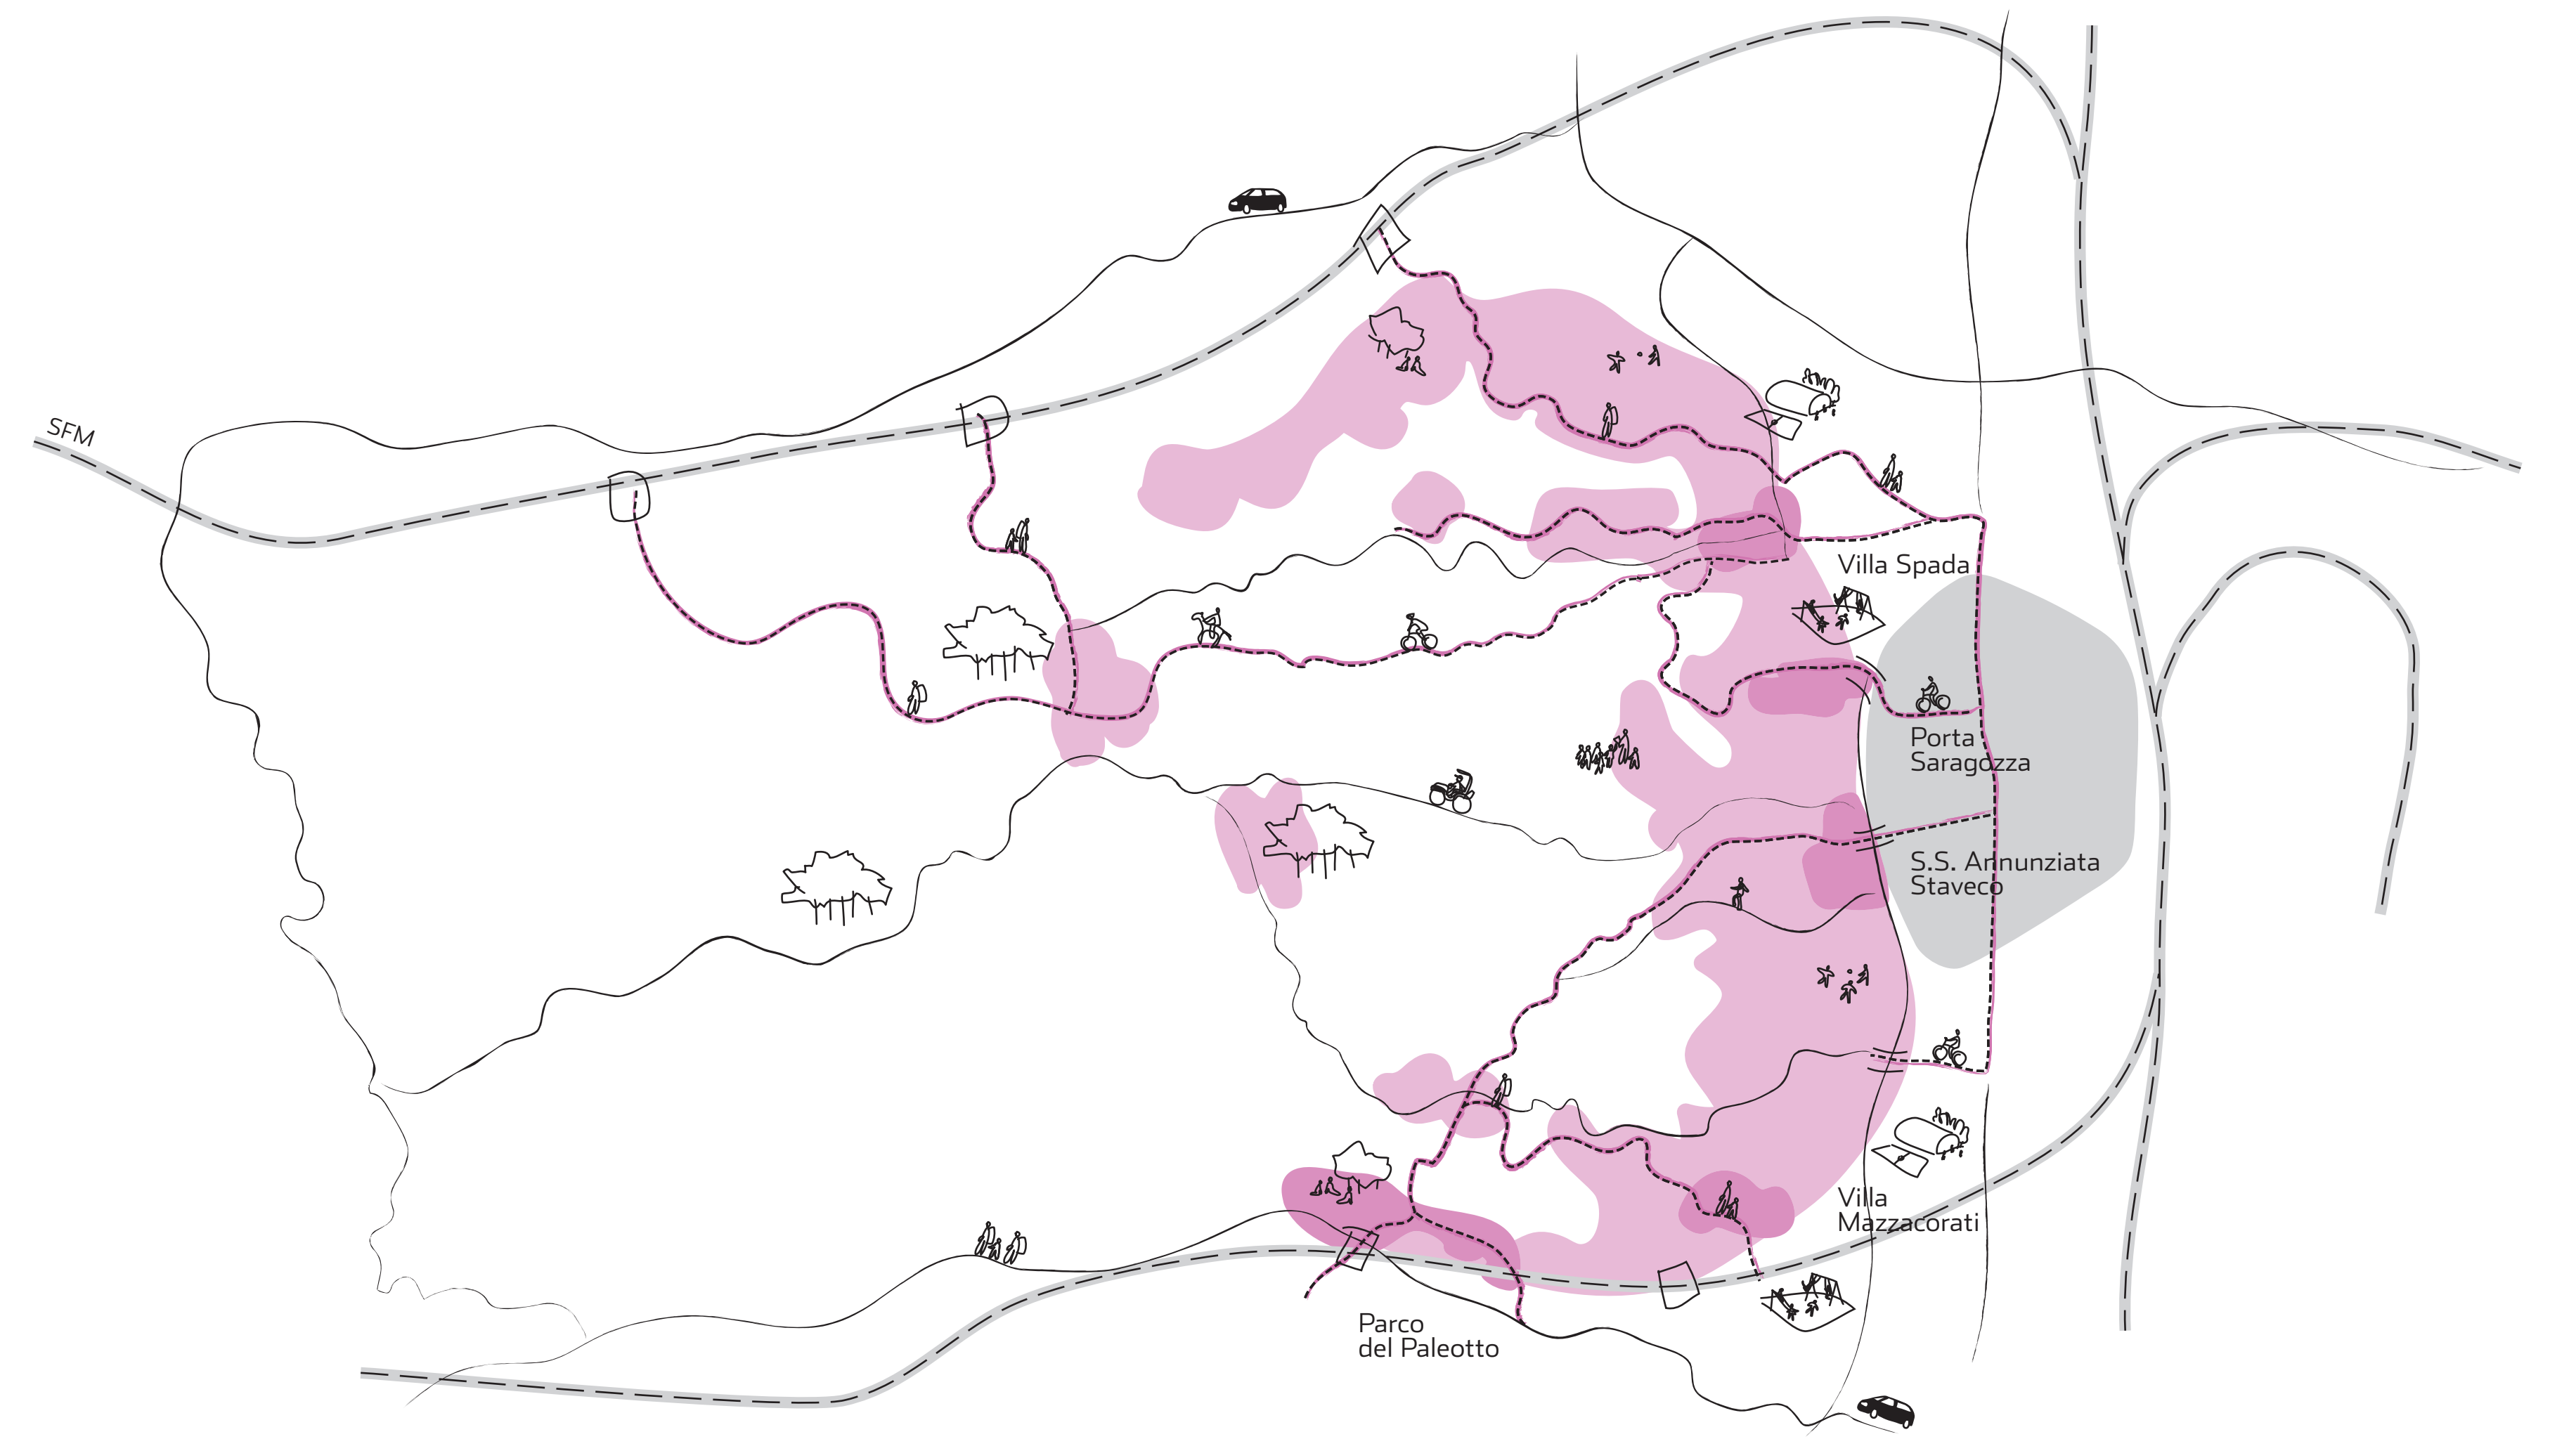 SFM
Villa Spada
Porta
Saragozza
S.S. Annunziata
Staveco
Villa
Mazzacorati
Parco
del Paleotto